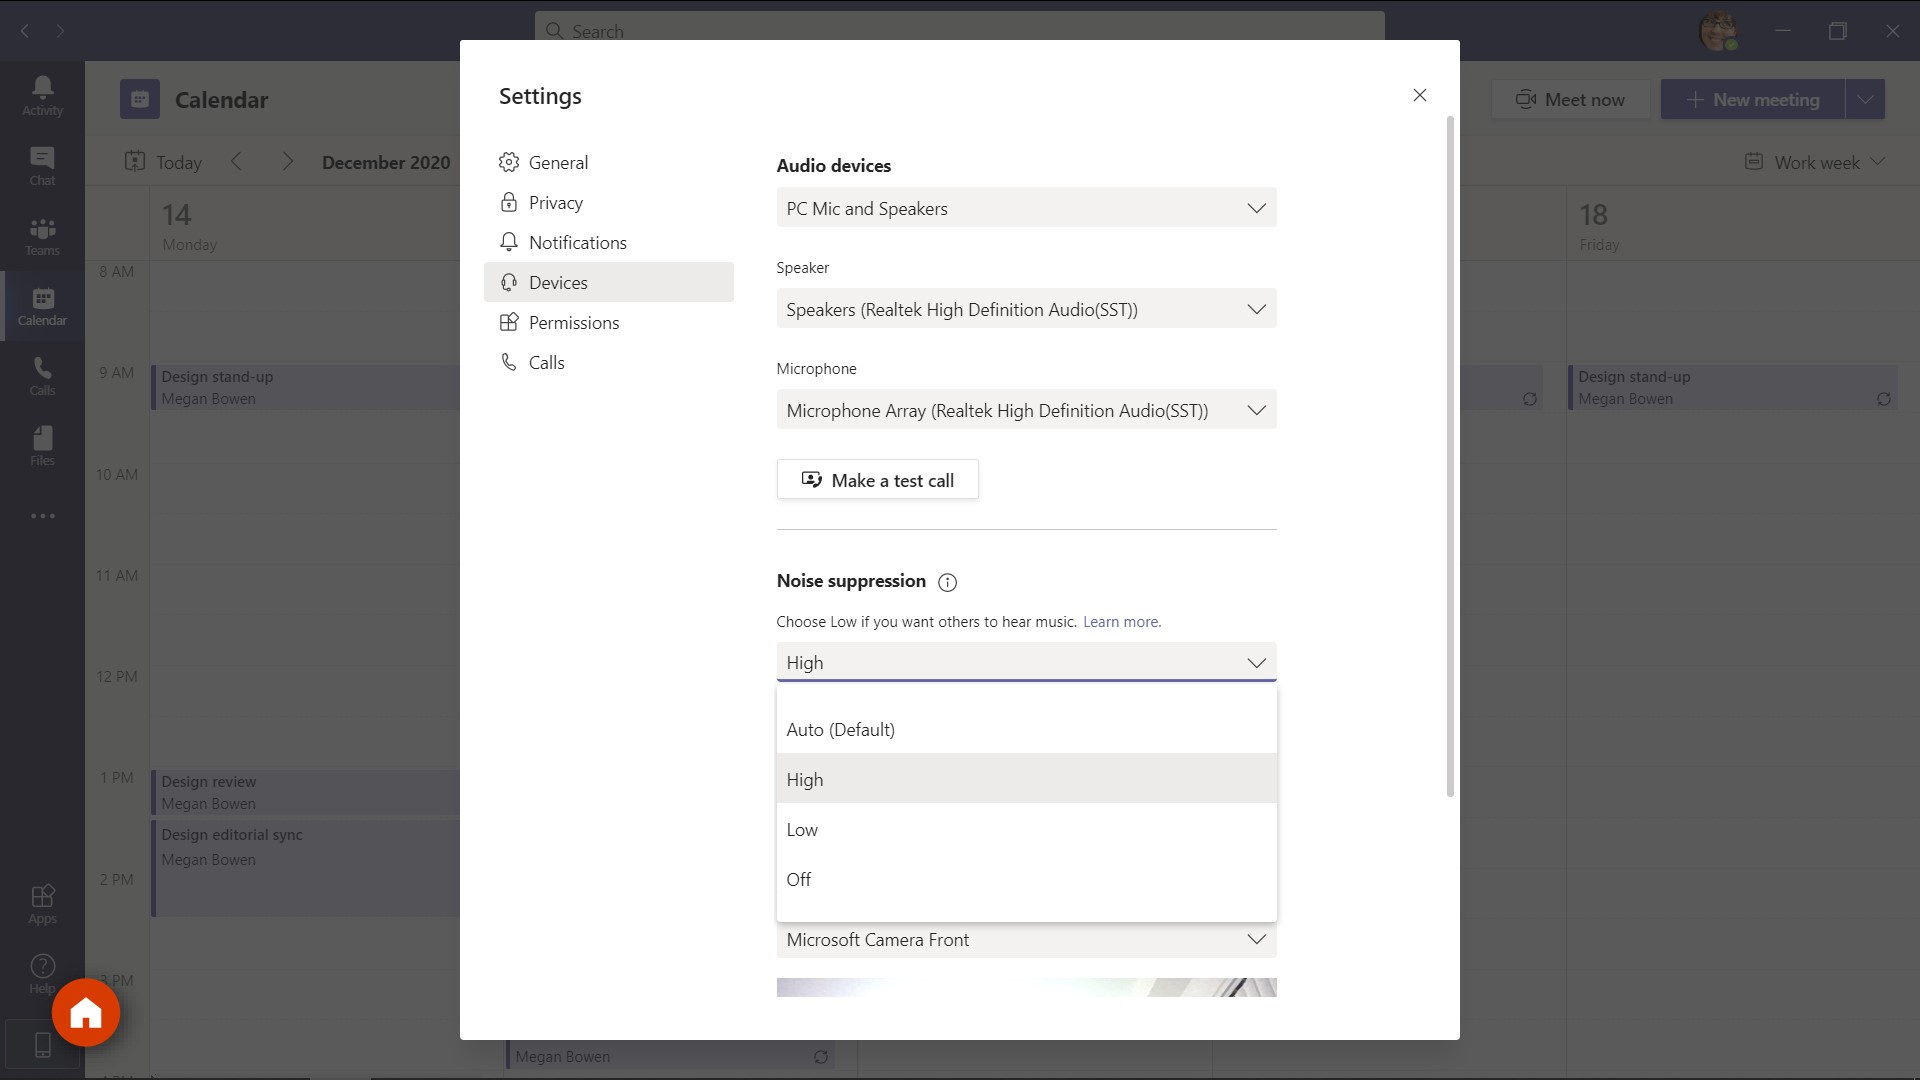 Search
Activity
Chat
Teams
Calendar
Calls
Files
Apps
Help
Calendar
Meet now
New meeting
Today
December 2020
Work week
14
Monday
18
Friday
8 AM
9 AM
10 AM
11 AM
12 PM
1 PM
2 PM
3 PM
Design stand-up
Megan Bowen
Design review
Megan Bowen
Design editorial sync
Megan Bowen
Megan Bowen
Design stand-up
Megan Bowen
Settings
General
Privacy
Notifications
Devices
Permissions
Calls
Audio devices
PC Mic and Speakers
Speaker
Speakers (Realtek High Definition Audio(SST))
Microphone
Microphone Array (Realtek High Definition Audio(SST))
Make a test call
Noise suppression
Choose Low if you want others to hear music. Learn more.
High
Auto (Default)
High
Low
Off
Microsoft Camera Front